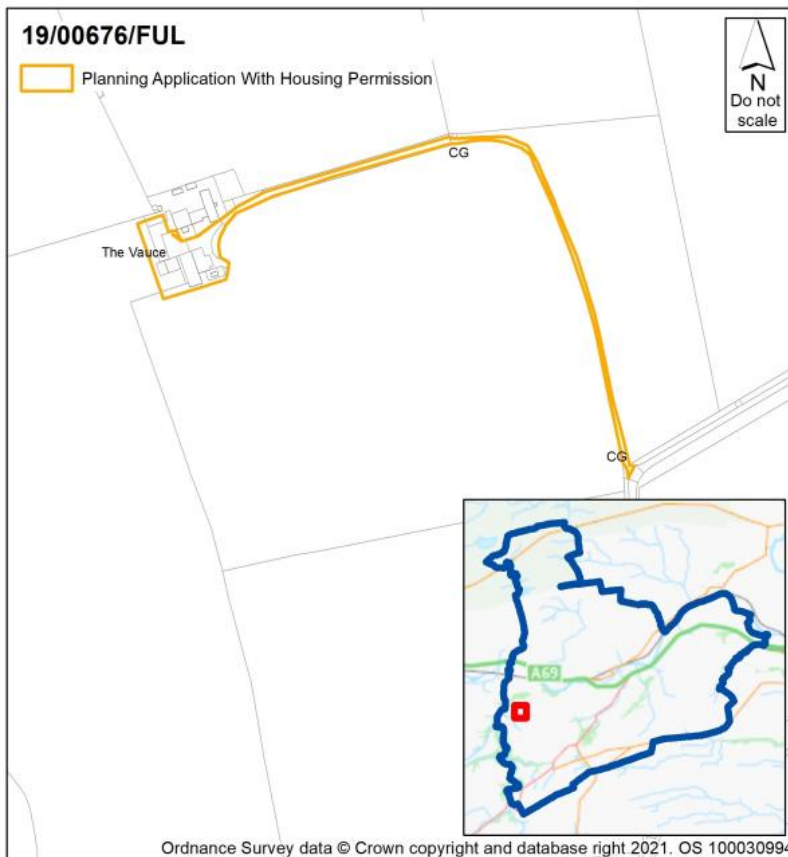 19/00676/FUL
Planning Application With Housing Permission
N
Do not
scale
CG
The Vauce
CG
A69
Ordnance Survey data © Crown copyright and database right 2021. OS 100030994